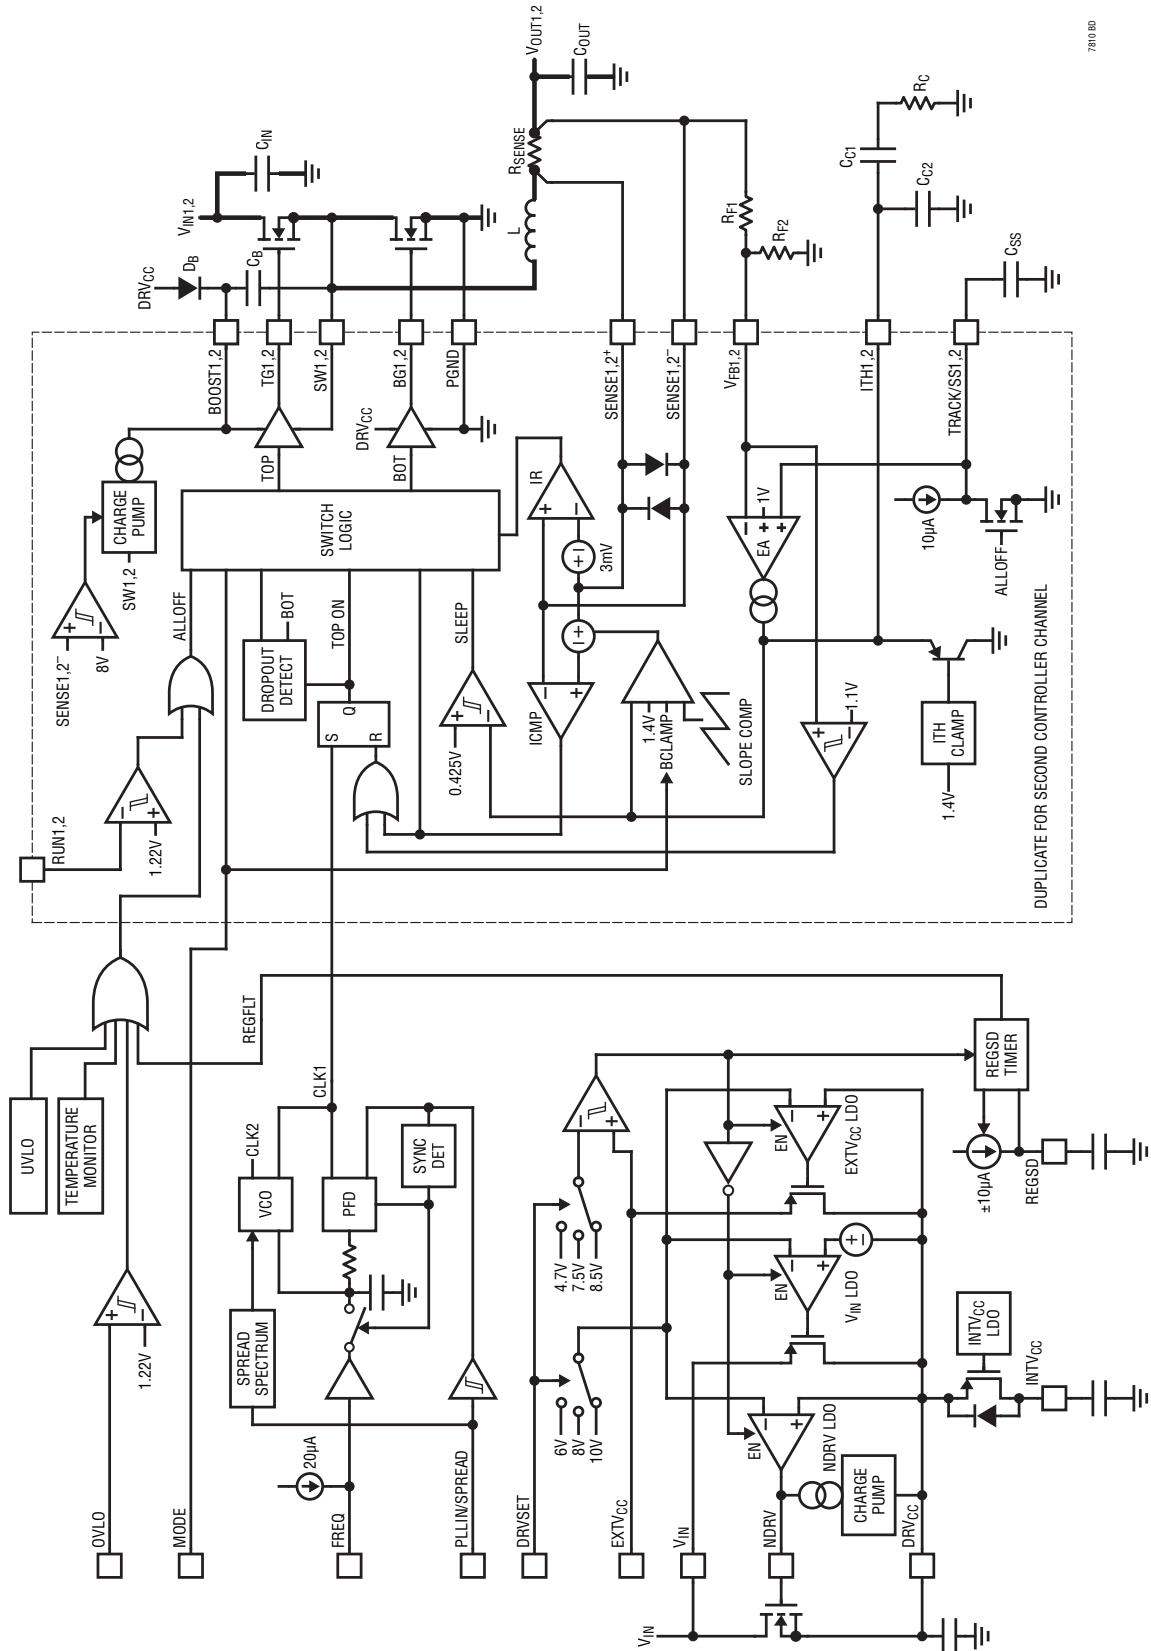 OVLO
1.22V
UVLO
TEMPERATURE
MONITOR
MODE
REGFLT
FREQ
20µA
SPREAD
SPECTRUM
VCO
CLK2
CLK1
PFD
SYNC
DET
PLLIN/SPREAD
DRVSET
6V
8V
10V
4.7V
7.5V
8.5V
EXTVCC
VIN
VIN
NDRV
DRVCC
EN
NDRV LDO
CHARGE
PUMP
EN
VIN LDO
EN
EXTVCC LDO
INTVCC
LDO
INTVCC
REGSD
TIMER
±10µA
REGSD
RUN1,2
1.22V
ALLOFF
SENSE1,2–
8V
CHARGE
PUMP
SW1,2
DROPOUT
DETECT
BOT
TOP ON
S
Q
R
SLEEP
0.425V
SWITCH
LOGIC
TOP
BOT
DRVCC
BOOST1,2
TG1,2
SW1,2
BG1,2
PGND
DRVCC
DB
CB
VIN1,2
CIN
L
RSENSE
VOUT1,2
COUT
IR
3mV
ICMP
1.4V
BCLAMP
SLOPE COMP
SENSE1,2+
SENSE1,2–
VFB1,2
RF1
RF2
EA
1V
1.1V
ITH1,2
CC1
RC
CC2
TRACK/SS1,2
CSS
10µA
ALLOFF
ITH
CLAMP
1.4V
DUPLICATE FOR SECOND CONTROLLER CHANNEL
7810 BD